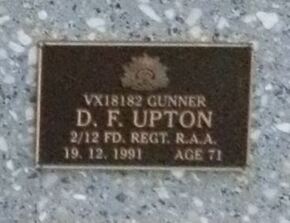 VX18182 GUNNER
D. F. UPTON
2/12 FD. REGT. R.A.A.
19. 12. 1991 AGE 71